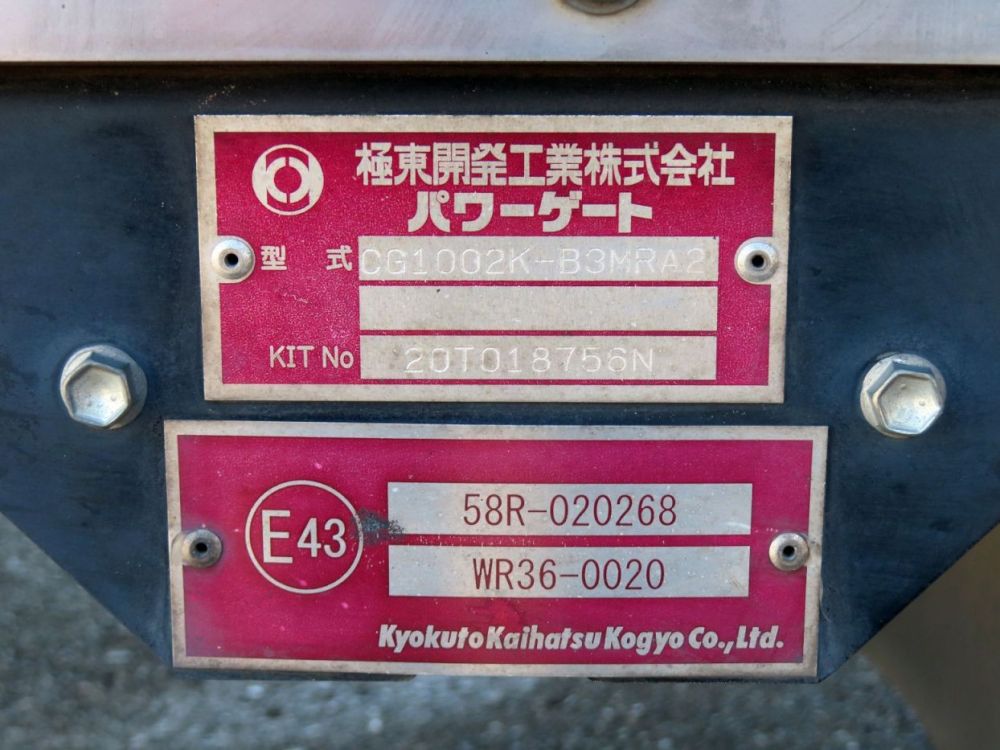 極東開発工業株式会社
パワーゲート
型 式 CG1002K-B3MRA2
KIT No 20T018756N
E43
58R-020268
WR36-0020
Kyokuto Kaihatsu Kogyo Co., Ltd.